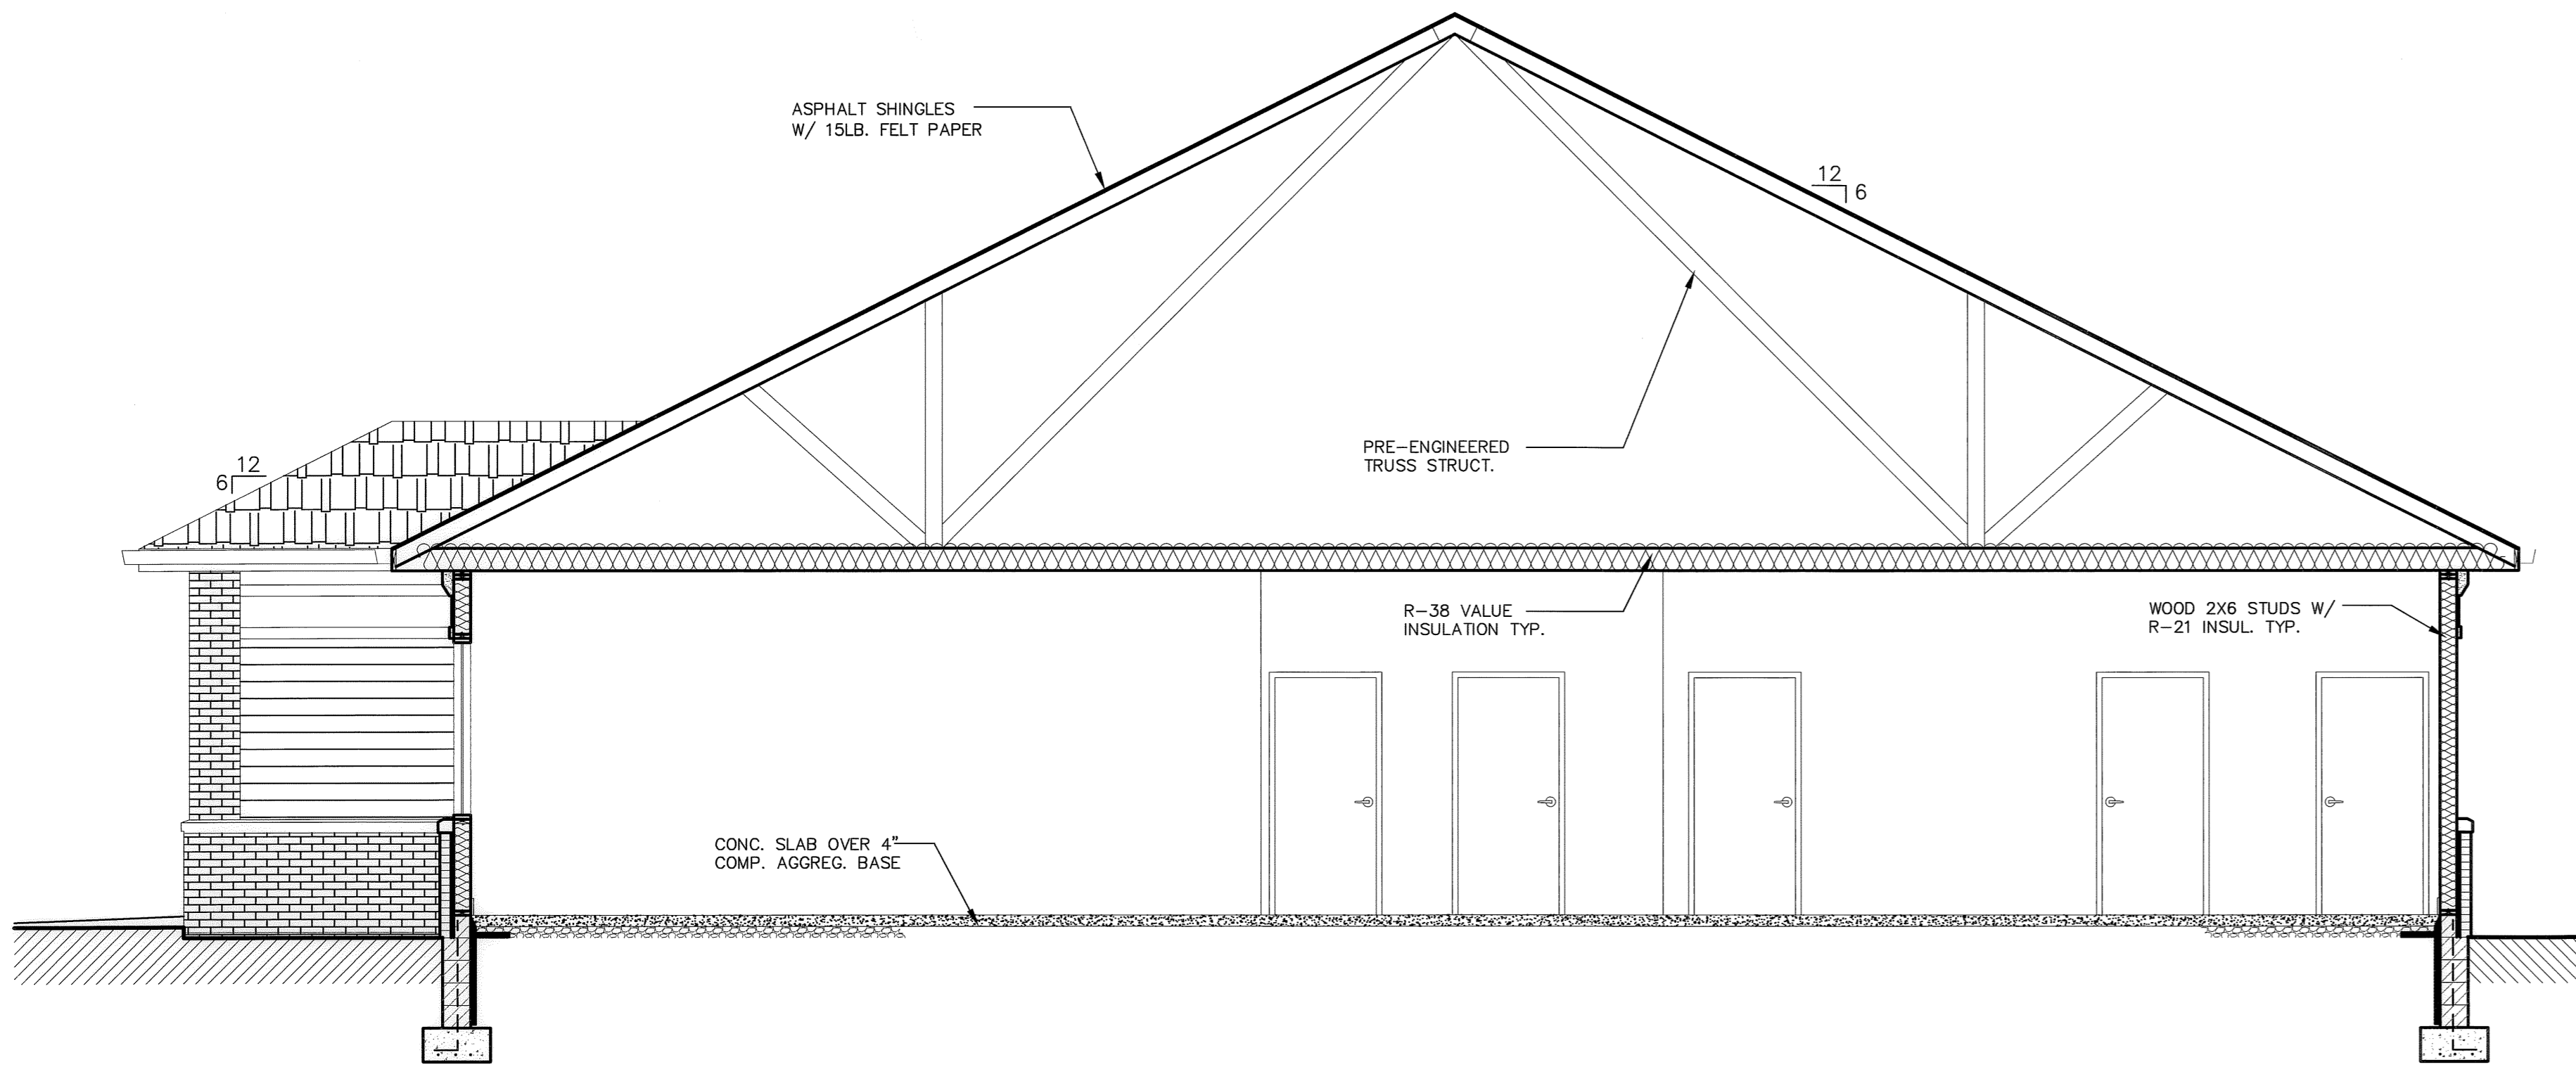 ASPHALT SHINGLES
W/ 15LB. FELT PAPER
12
6
12
6
PRE-ENGINEERED
TRUSS STRUCT.
R-38 VALUE
INSULATION TYP.
WOOD 2X6 STUDS W/
R-21 INSUL. TYP.
CONC. SLAB OVER 4"
COMP. AGGREG. BASE